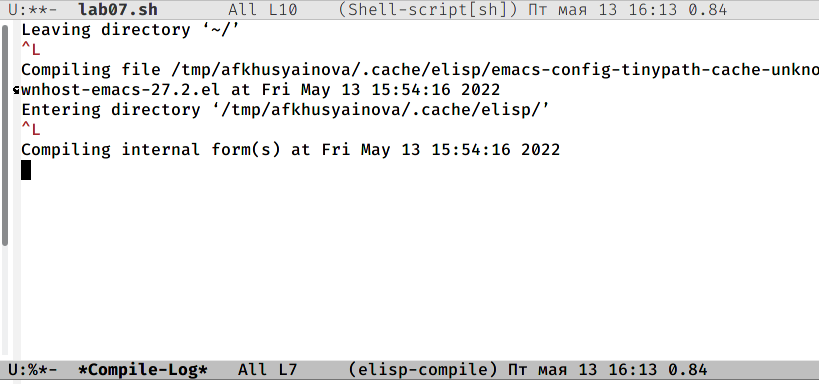 U:**-  lab07.sh       All L10    (Shell-script[sh]) Пт мая 13 16:13 0.84
Leaving directory ‘~/’
^L
Compiling file /tmp/afkhusyainova/.cache/elisp/emacs-config-tinypath-cache-unkno
wnhost-emacs-27.2.el at Fri May 13 15:54:16 2022
Entering directory ‘/tmp/afkhusyainova/.cache/elisp/’
^L
Compiling internal form(s) at Fri May 13 15:54:16 2022
U:%*-  *Compile-Log*   All L7     (elisp-compile) Пт мая 13 16:13 0.84